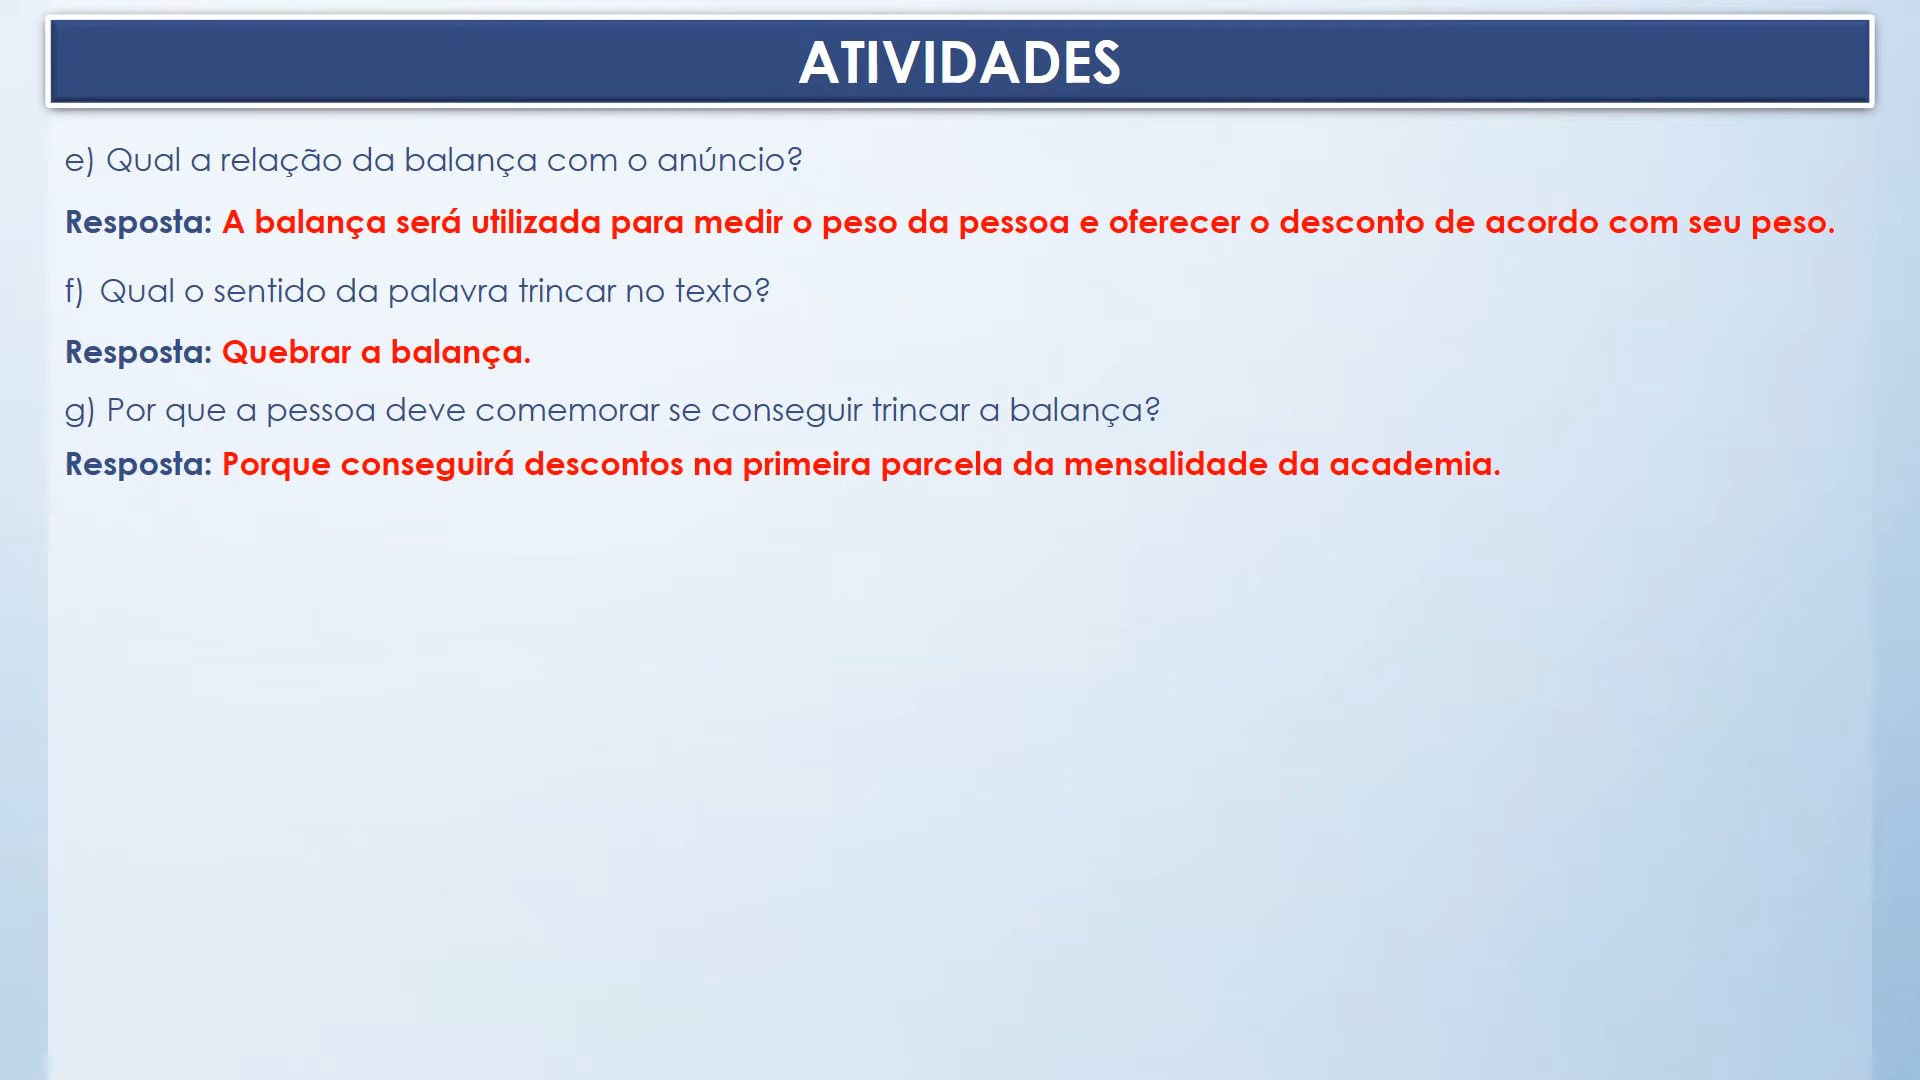 ATIVIDADES
e) Qual a relação da balança com o anúncio?
Resposta: A balança será utilizada para medir o peso da pessoa e oferecer o desconto de acordo com seu peso.
f) Qual o sentido da palavra trincar no texto?
Resposta: Quebrar a balança.
g) Por que a pessoa deve comemorar se conseguir trincar a balança?
Resposta: Porque conseguirá descontos na primeira parcela da mensalidade da academia.